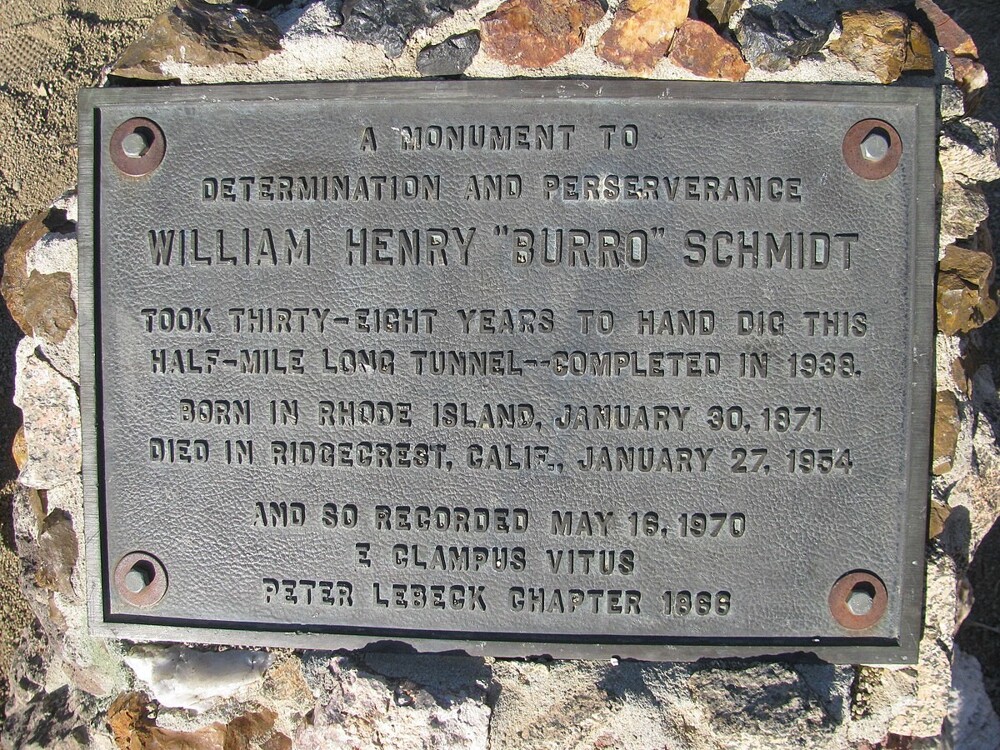 A MONUMENT TO
DETERMINATION AND PERSERVERANCE
WILLIAM HENRY "BURRO" SCHMIDT
TOOK THIRTY-EIGHT YEARS TO HAND DIG THIS
HALF-MILE LONG TUNNEL--COMPLETED IN 1938.
BORN IN RHODE ISLAND, JANUARY 30, 1871
DIED IN RIDGECREST, CALIF., JANUARY 27, 1954
AND SO RECORDED MAY 16, 1970
E CLAMPUS VITUS
PETER LEBECK CHAPTER 1866